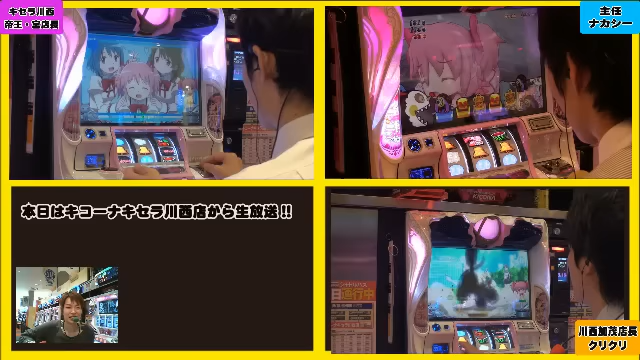 キセラ川西
帝王・宮店長
主任
ナカシー
本日はキコーナキセラ川西店から生放送!!
川西加茂店長
クリクリ